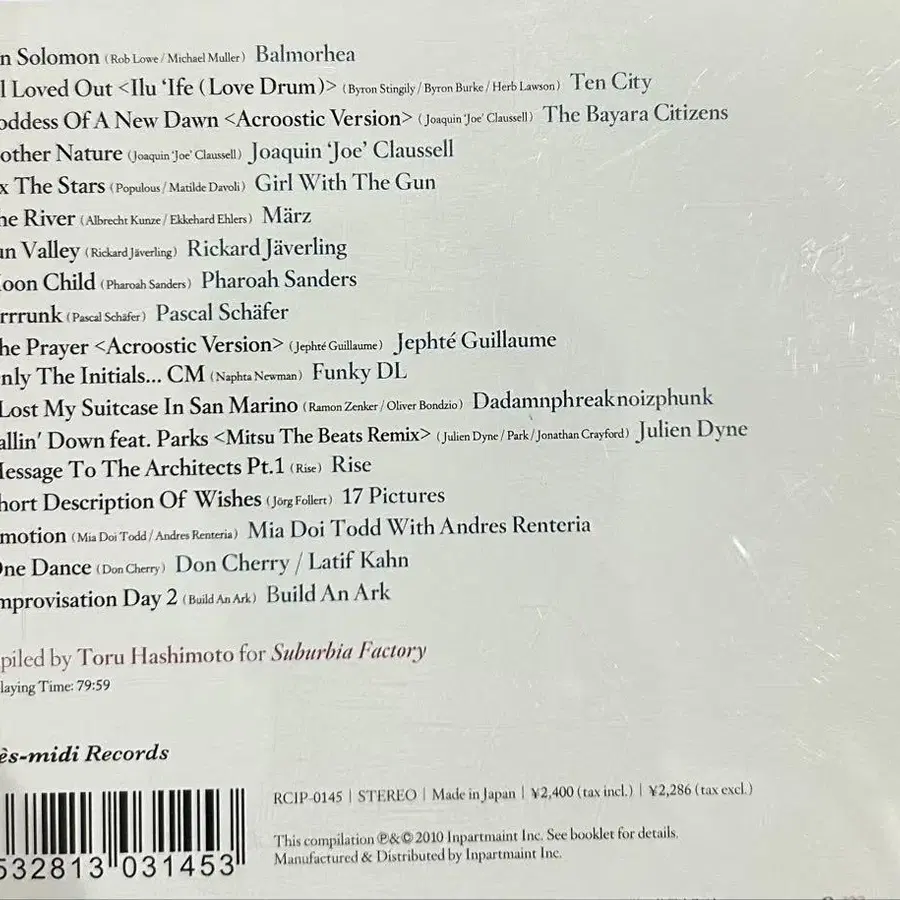 n Solomon (Rob Lowe / Michael Muller) Balmorhea
l Loved Out <Ilu ‘Ife (Love Drum)> (Byron Stingily / Byron Burke / Herb Lawson) Ten City
oddess Of A New Dawn <Acroostic Version> (Joaquin ‘Joe’ Claussell) The Bayara Citizens
other Nature (Joaquin ‘Joe’ Claussell) Joaquin ‘Joe’ Claussell
x The Stars (Populous / Matilde Davoli) Girl With The Gun
he River (Albrecht Kunze / Ekkehard Ehlers) März
un Valley (Rickard Jäverling) Rickard Jäverling
oon Child (Pharoah Sanders) Pharoah Sanders
rrrunk (Pascal Schäfer) Pascal Schäfer
he Prayer <Acroostic Version> (Jephté Guillaume) Jephté Guillaume
nly The Initials... CM (Naphta Newman) Funky DL
Lost My Suitcase In San Marino (Ramon Zenker / Oliver Bondzio) Dadamnphreaknoizphunk
allin’ Down feat. Parks <Mitsu The Beats Remix> (Julien Dyne / Park / Jonathan Crayford) Julien Dyne
essage To The Architects Pt.1 (Rise) Rise
hort Description Of Wishes (Jörg Follert) 17 Pictures
motion (Mia Doi Todd / Andres Renteria) Mia Doi Todd With Andres Renteria
One Dance (Don Cherry) Don Cherry / Latif Kahn
mprovisation Day 2 (Build An Ark) Build An Ark
piled by Toru Hashimoto for Suburbia Factory
laying Time: 79:59
ès-midi Records
RCIP-0145 | STEREO | Made in Japan | ¥2,400 (tax incl.) | ¥2,286 (tax excl.)
This compilation ℗&© 2010 Inpartmaint Inc. See booklet for details.
Manufactured & Distributed by Inpartmaint Inc.
532813 031453